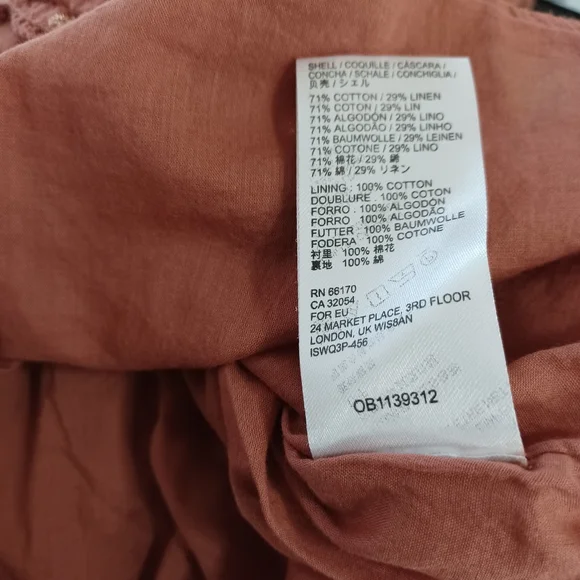 SHELL / COQUILLE / CÁSCARA /
CONCHA / SCHALE / CONCHIGLIA /
贝壳 / シェル
71% COTTON / 29% LINEN
71% COTON / 29% LIN
71% ALGODÓN / 29% LINO
71% ALGODÃO / 29% LINHO
71% BAUMWOLLE / 29% LEINEN
71% COTONE / 29% LINO
71% 棉花 / 29%
71% 綿 / 29% リネン
LINING : 100% COTTON
DOUBLURE : 100% COTON
FORRO : 100% ALGODÓN
FORRO : 100% ALGODÃO
FUTTER : 100% BAUMWOLLE
FODERA : 100% COTONE
衬里 100% 棉花
裏地 100% 綿
RN 66170
CA 32054
FOR EU
24 MARKET PLACE, 3RD FLOOR
LONDON, UK WIS8AN
ISWQ3P-456
OB1139312